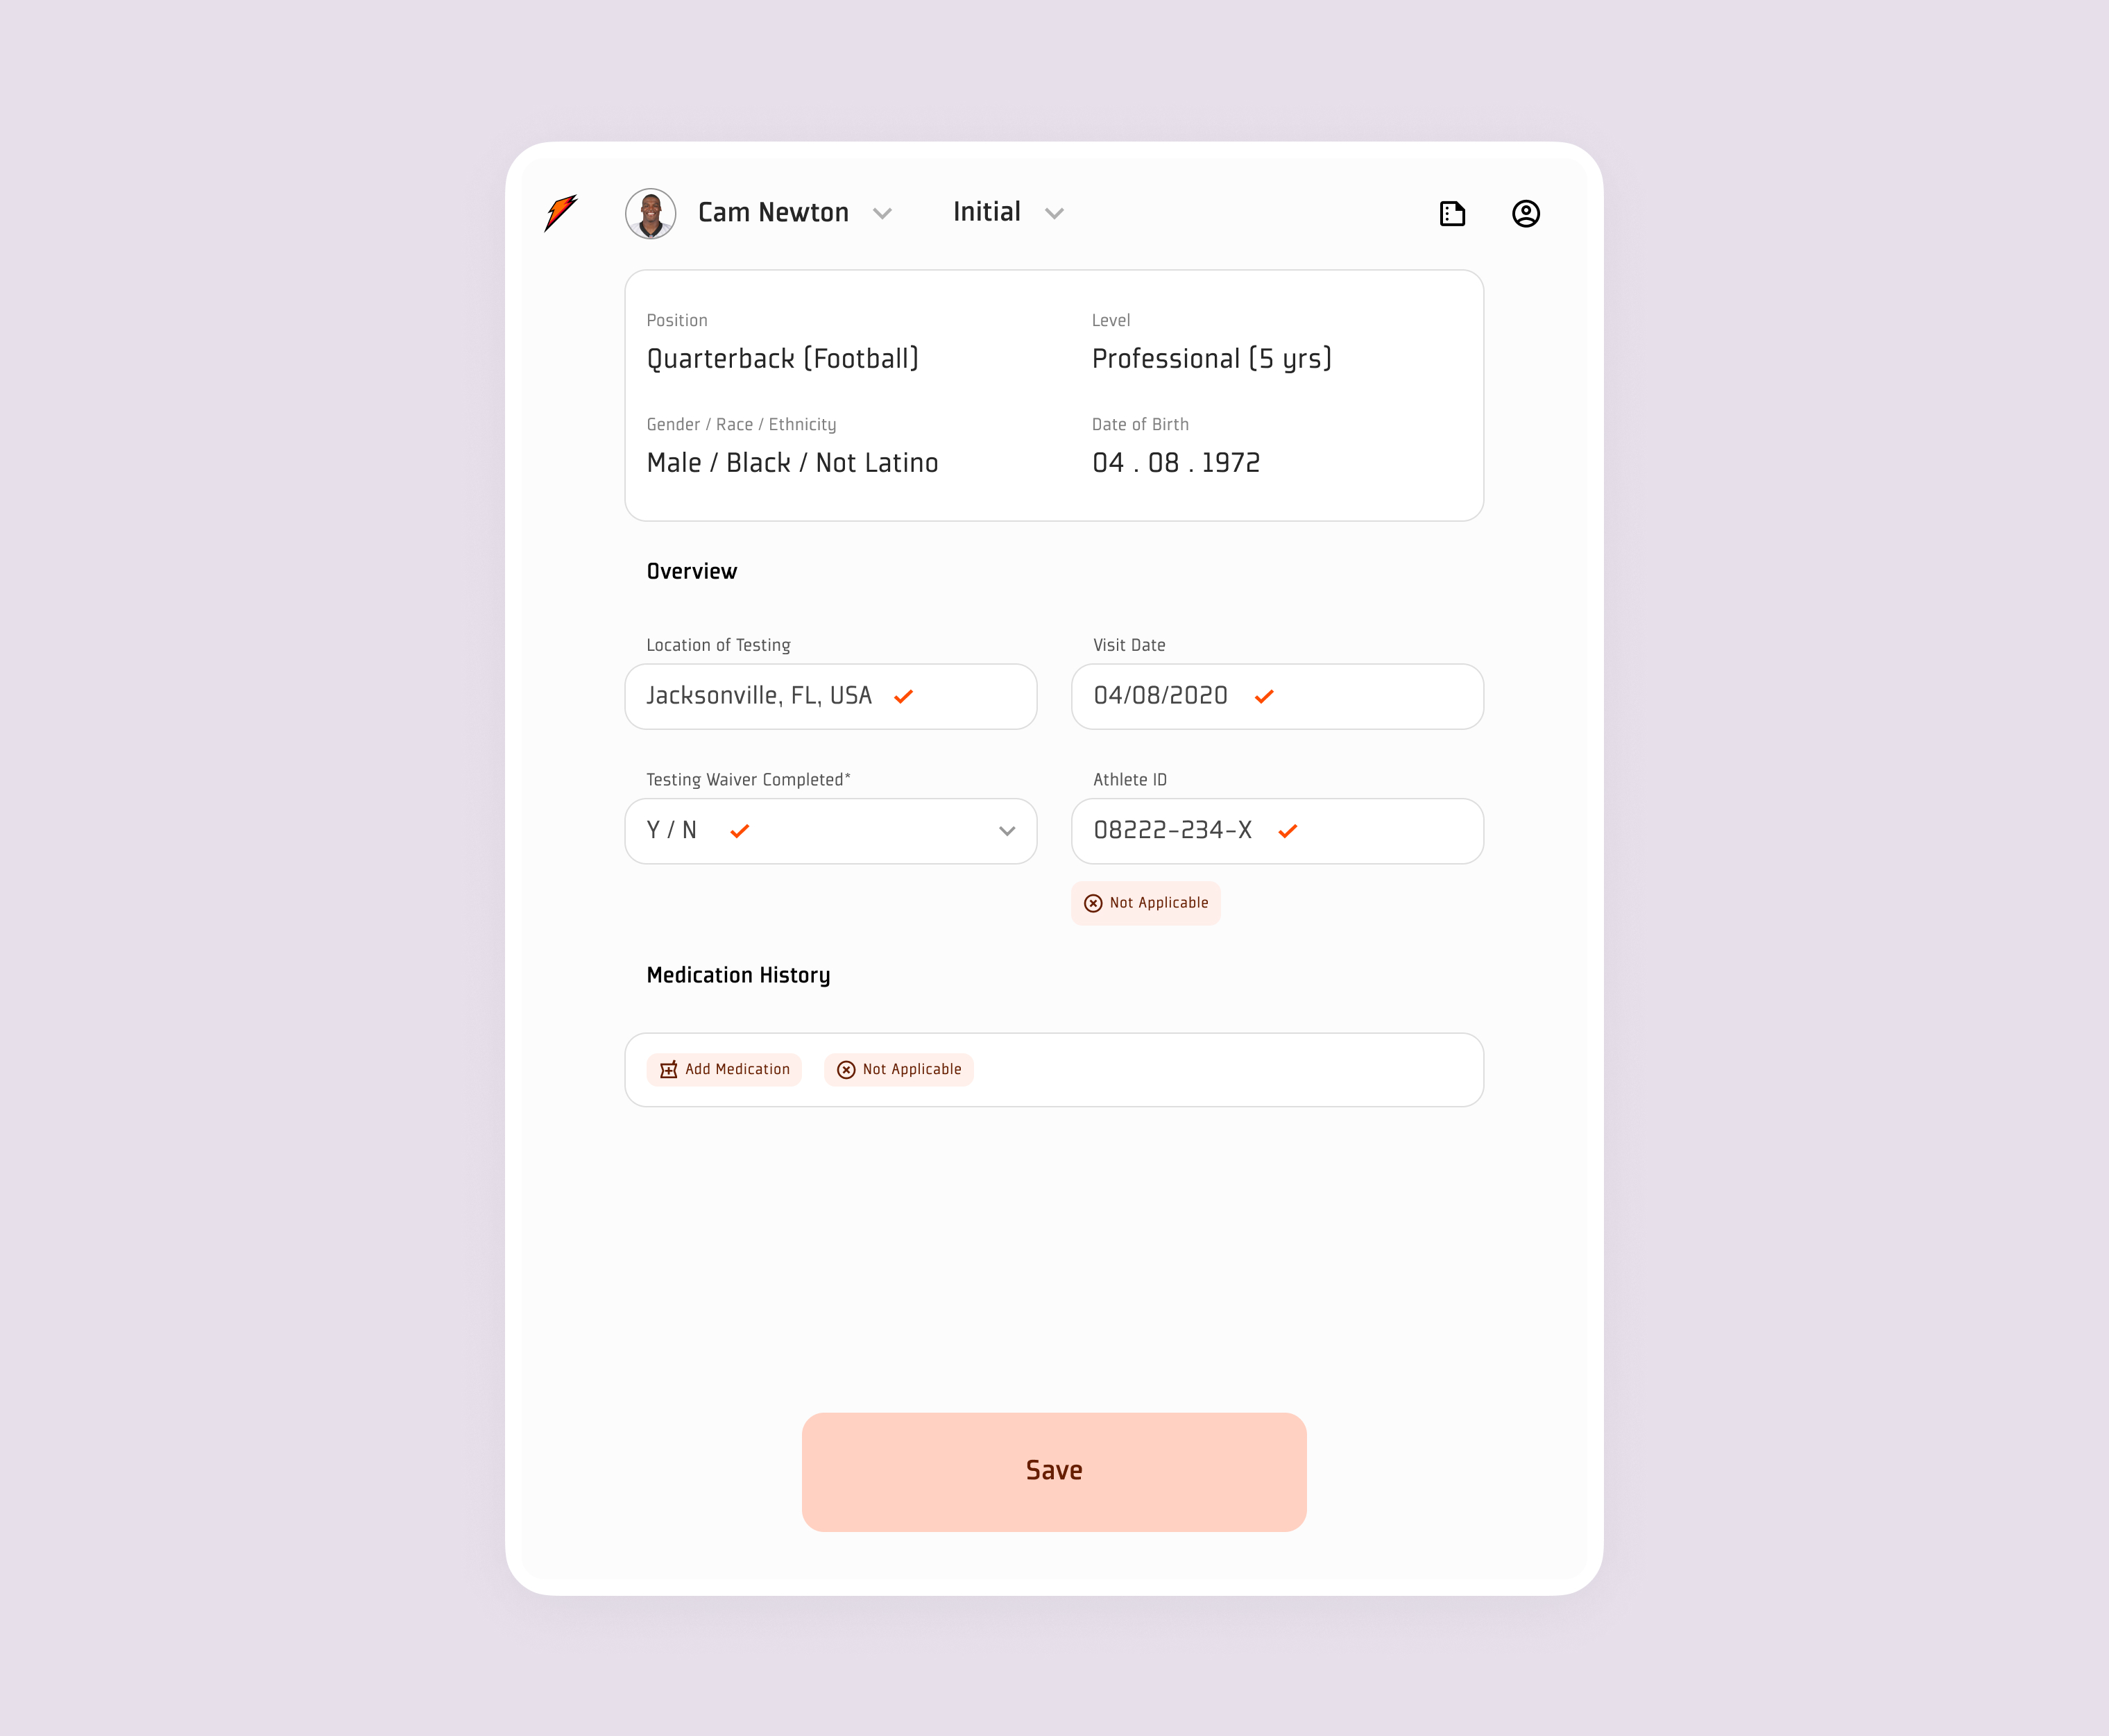 Cam Newton
Initial
Position
Level
Quarterback (Football)
Professional (5 yrs)
Gender / Race / Ethnicity
Date of Birth
Male / Black / Not Latino
04 . 08 . 1972
Overview
Location of Testing
Visit Date
Jacksonville, FL, USA
04/08/2020
Testing Waiver Completed*
Athlete ID
Y / N
08222-234-X
Not Applicable
Medication History
Add Medication
Not Applicable
Save